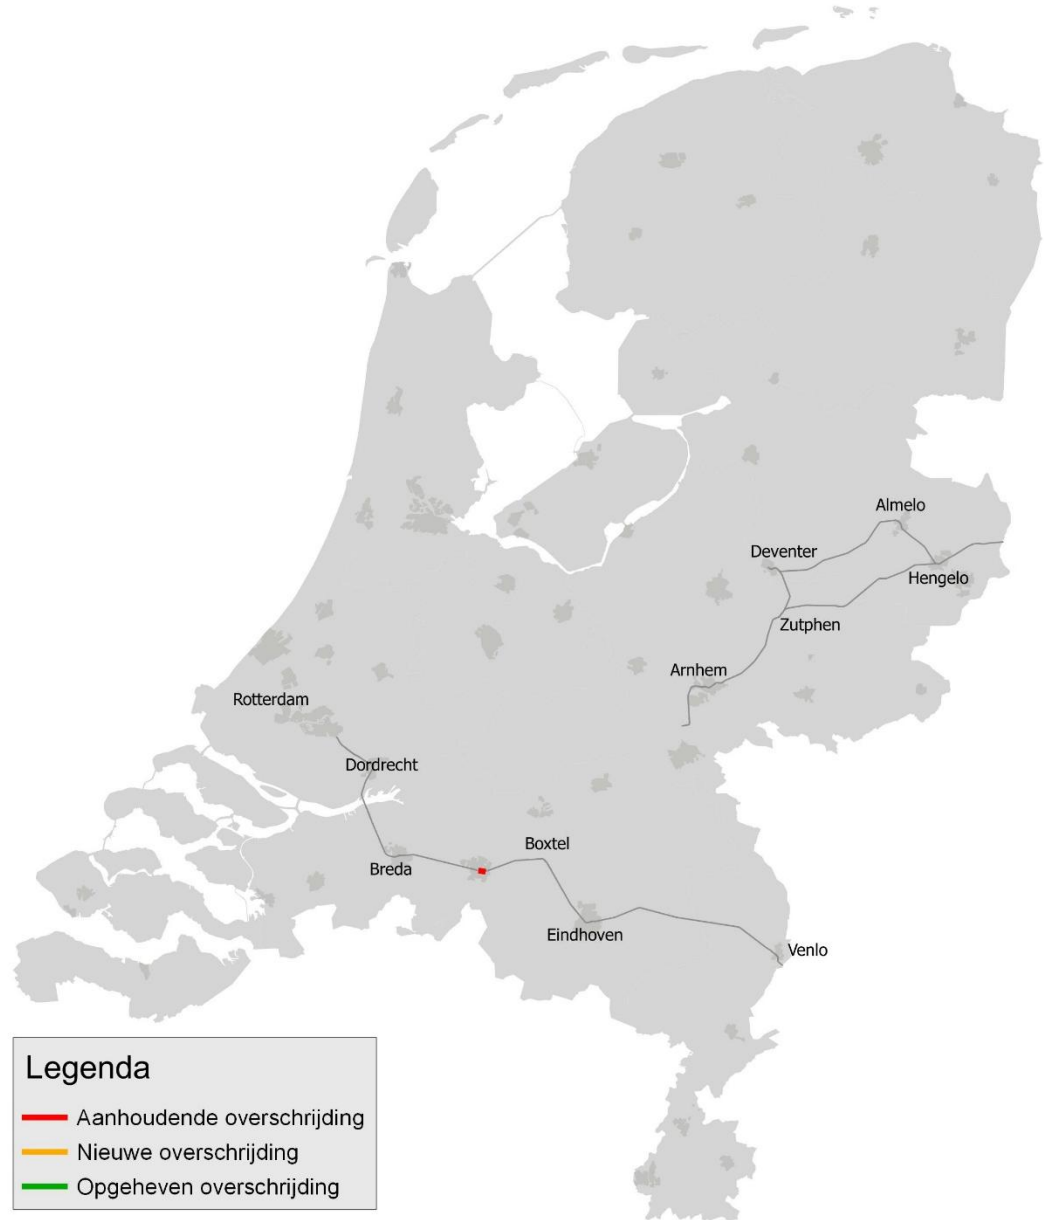 Almelo
Deventer
Hengelo
Zutphen
Arnhem
Rotterdam
Dordrecht
Boxtel
Breda
Eindhoven
Venlo
Legenda
Aanhoudende overschrijding
Nieuwe overschrijding
Opgeheven overschrijding